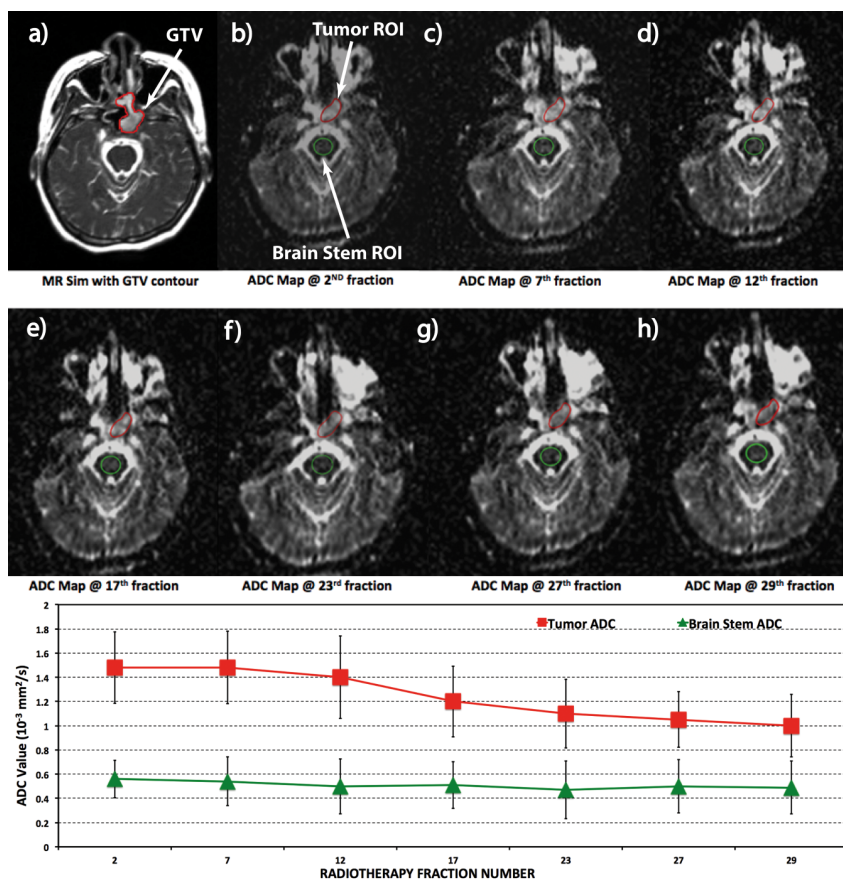 a)
GTV
b)
Tumor ROI
c)
d)
Brain Stem ROI
MR Sim with GTV contour
ADC Map @ 2ND fraction
ADC Map @ 7th fraction
ADC Map @ 12th fraction
e)
f)
g)
h)
ADC Map @ 17th fraction
ADC Map @ 23rd fraction
ADC Map @ 27th fraction
ADC Map @ 29th fraction
2
1.8
1.6
1.4
1.2
1
0.8
0.6
0.4
0.2
0
ADC Value (10⁻³ mm²/s)
Tumor ADC
Brain Stem ADC
2
7
12
17
23
27
29
RADIOTHERAPY FRACTION NUMBER